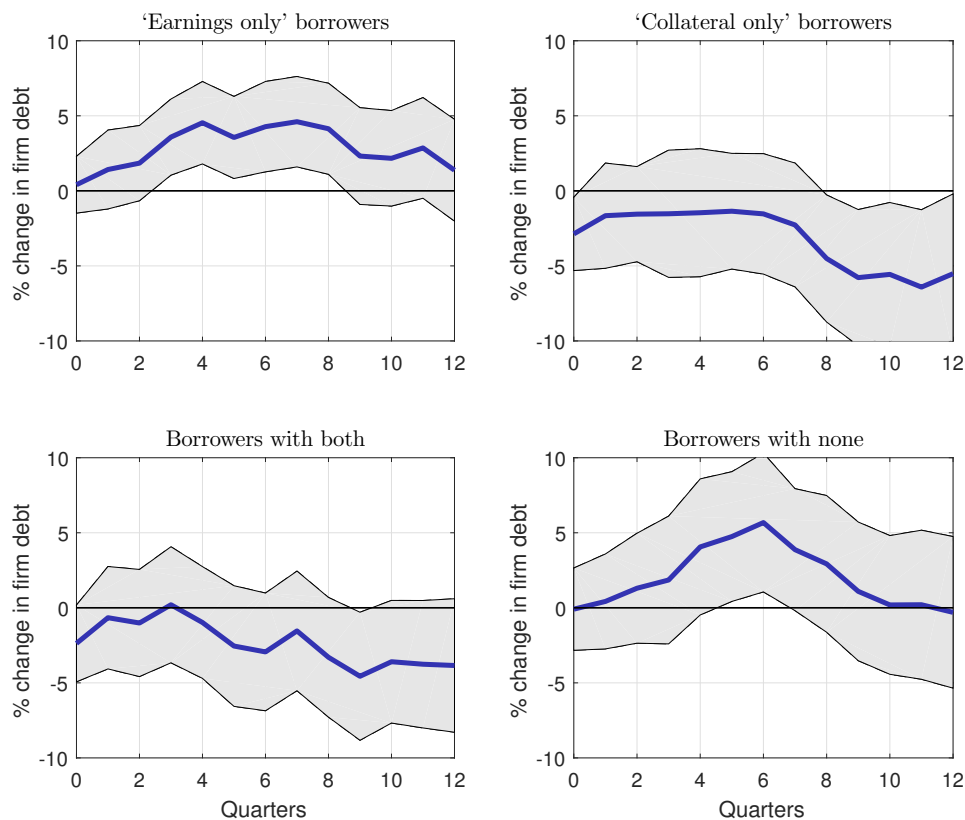 ‘Earnings only’ borrowers
% change in firm debt
10
5
0
-5
-10
0 2 4 6 8 10 12
‘Collateral only’ borrowers
% change in firm debt
10
5
0
-5
-10
0 2 4 6 8 10 12
Borrowers with both
% change in firm debt
10
5
0
-5
-10
0 2 4 6 8 10 12
Quarters
Borrowers with none
% change in firm debt
10
5
0
-5
-10
0 2 4 6 8 10 12
Quarters